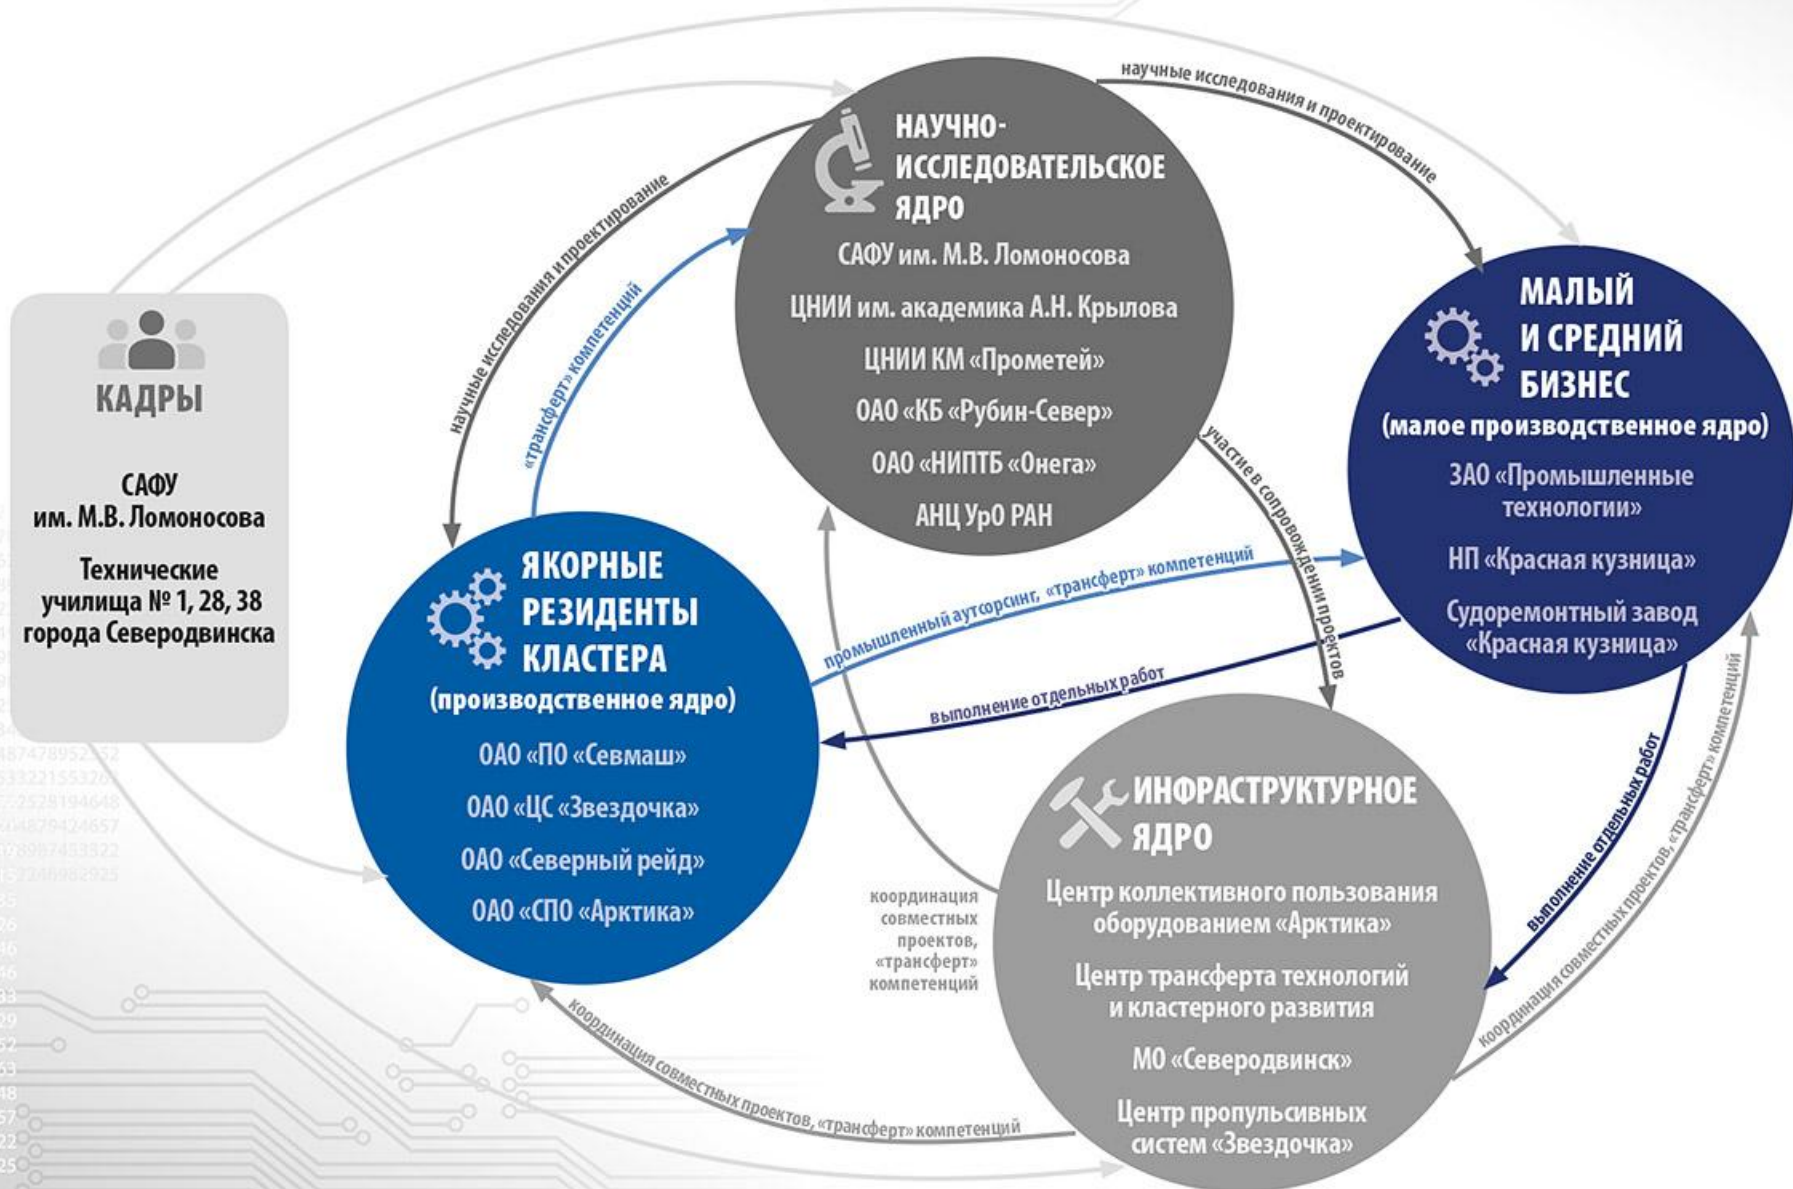 КАДРЫ
САФУ
им. М.В. Ломоносова
Технические
училища № 1, 28, 38
города Северодвинска
НАУЧНО-
ИССЛЕДОВАТЕЛЬСКОЕ
ЯДРО
САФУ им. М.В. Ломоносова
ЦНИИ им. академика А.Н. Крылова
ЦНИИ КМ «Прометей»
ОАО «КБ «Рубин-Север»
ОАО «НИПТБ «Онега»
АНЦ УрО РАН
научные исследования и проектирование
научные исследования и проектирование
«трансферт» компетенций
участие в сопровождении проектов
МАЛЫЙ
И СРЕДНИЙ
БИЗНЕС
(малое производственное ядро)
ЗАО «Промышленные
технологии»
НП «Красная кузница»
Судоремонтный завод
«Красная кузница»
ЯКОРНЫЕ
РЕЗИДЕНТЫ
КЛАСТЕРА
(производственное ядро)
ОАО «ПО «Севмаш»
ОАО «ЦС «Звездочка»
ОАО «Северный рейд»
ОАО «СПО «Арктика»
промышленный аутсорсинг, «трансферт» компетенций
выполнение отдельных работ
выполнение отдельных работ
координация совместных проектов, «трансферт» компетенций
ИНФРАСТРУКТУРНОЕ
ЯДРО
Центр коллективного пользования
оборудованием «Арктика»
Центр трансферта технологий
и кластерного развития
МО «Северодвинск»
Центр пропульсивных
систем «Звездочка»
координация
совместных
проектов,
«трансферт»
компетенций
координация совместных проектов, «трансферт» компетенций